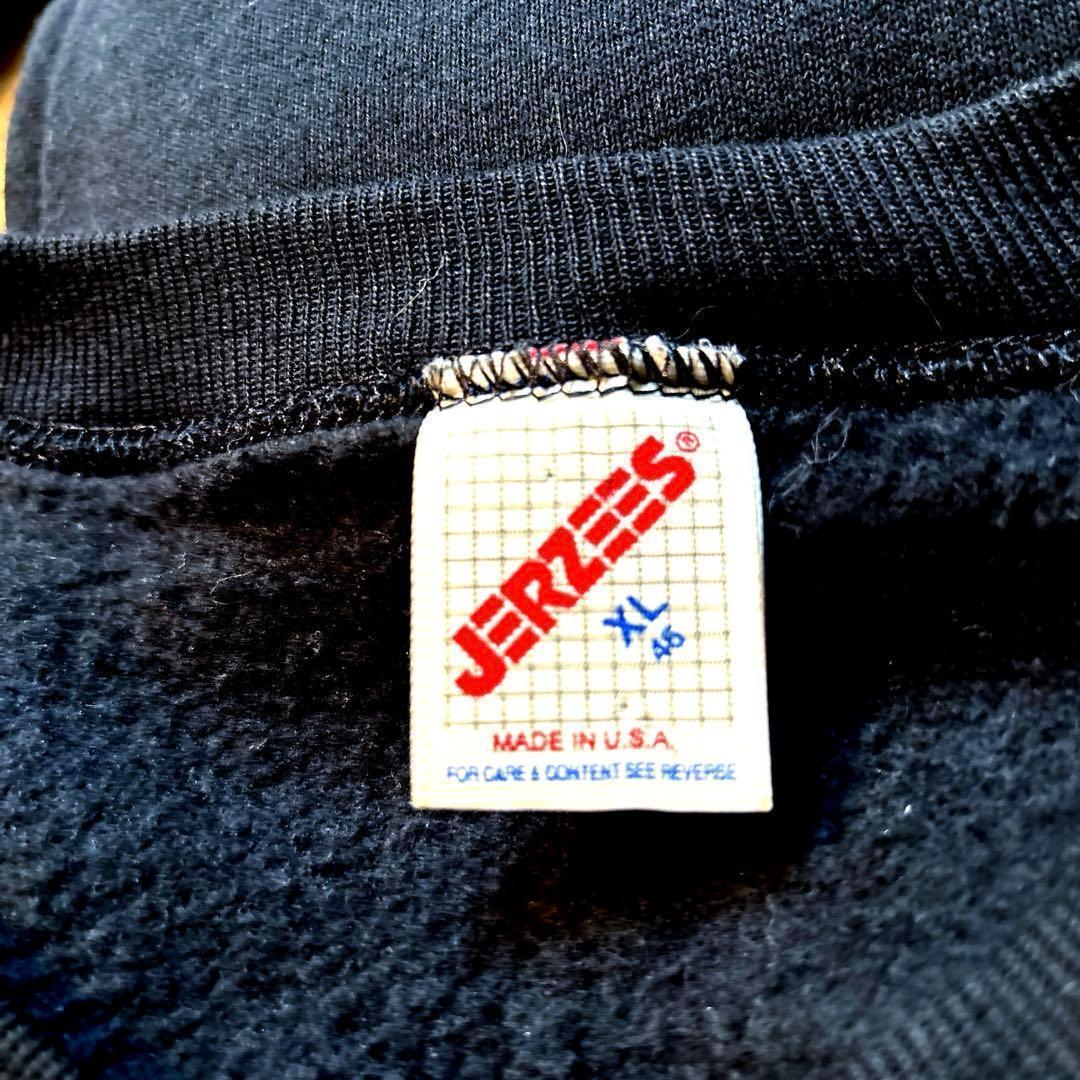 JERZEES®
XL
46
MADE IN U.S.A.
FOR CARE & CONTENT SEE REVERSE